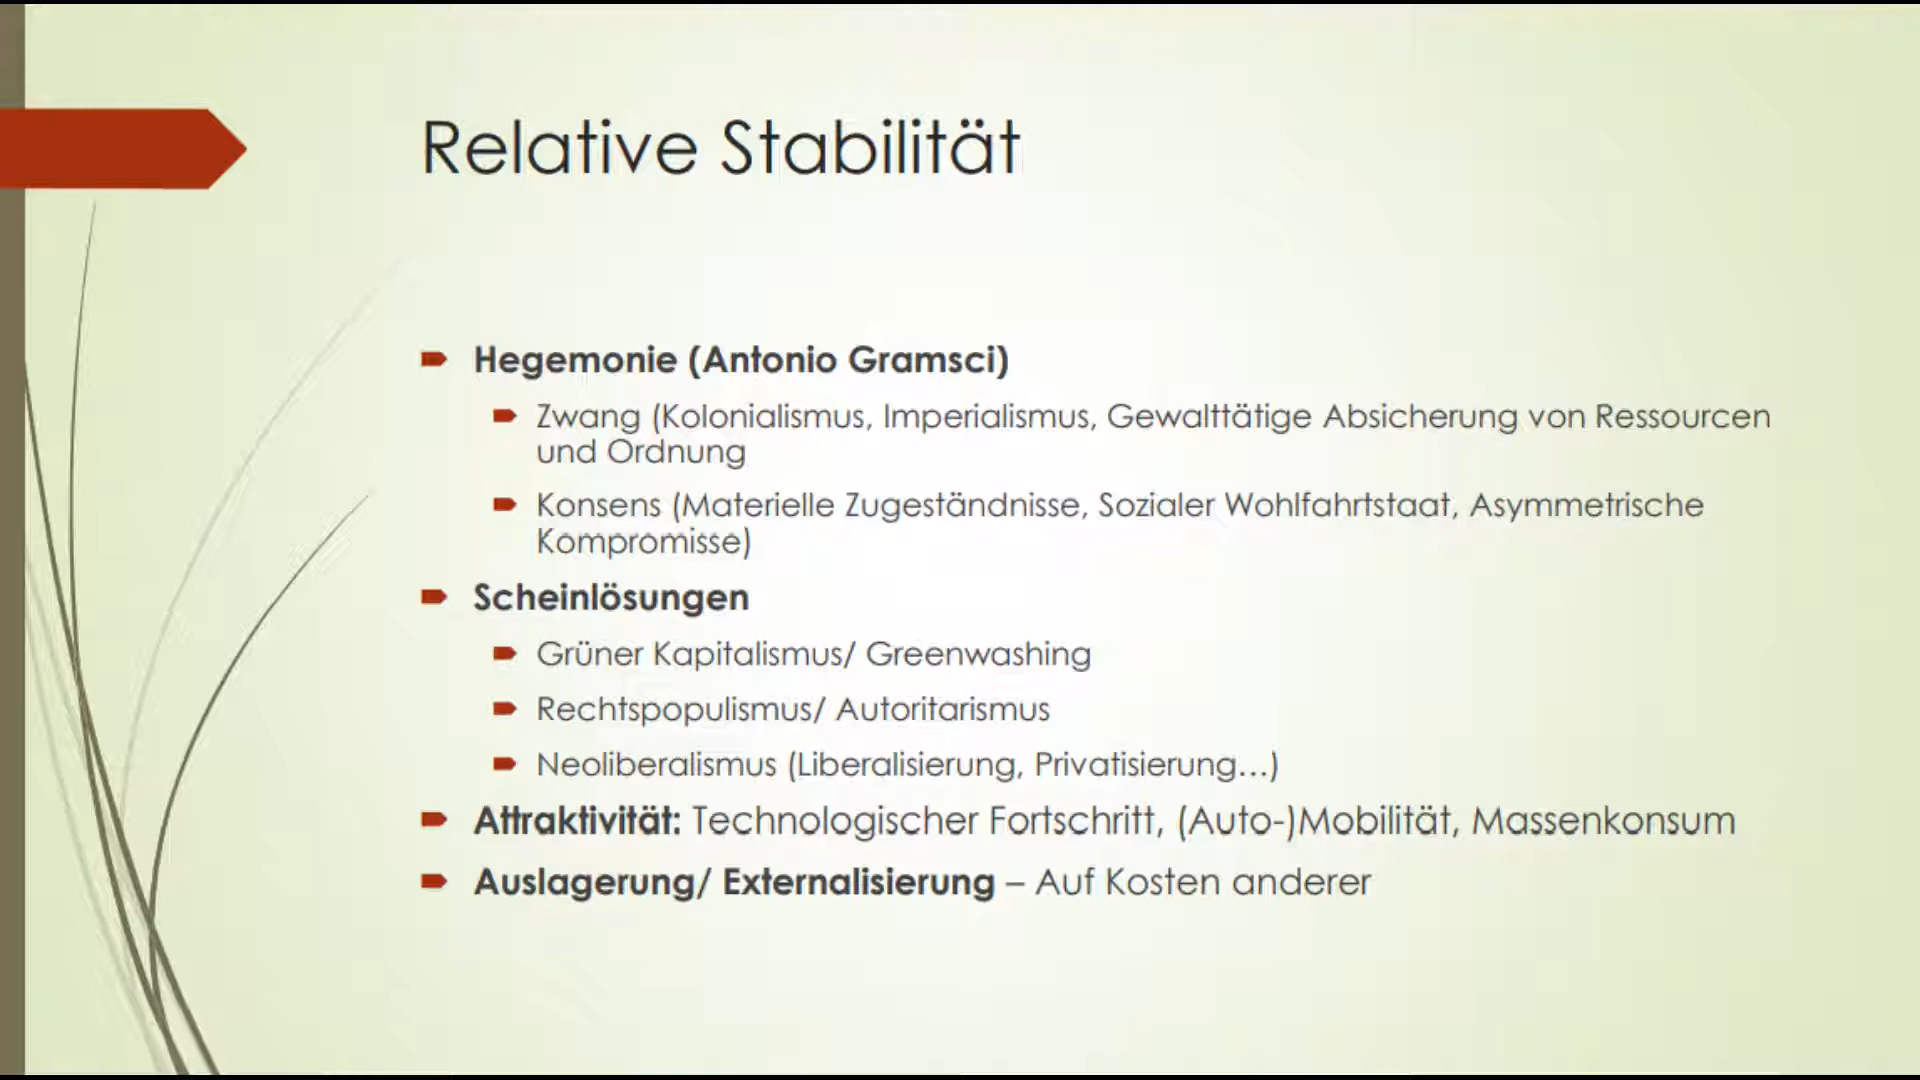 Relative Stabilität
Hegemonie (Antonio Gramsci)
Zwang (Kolonialismus, Imperialismus, Gewalttätige Absicherung von Ressourcen
und Ordnung
Konsens (Materielle Zugeständnisse, Sozialer Wohlfahrtstaat, Asymmetrische
Kompromisse)
Scheinlösungen
Grüner Kapitalismus/ Greenwashing
Rechtspopulismus/ Autoritarismus
Neoliberalismus (Liberalisierung, Privatisierung...)
Attraktivität: Technologischer Fortschritt, (Auto-)Mobilität, Massenkonsum
Auslagerung/ Externalisierung – Auf Kosten anderer